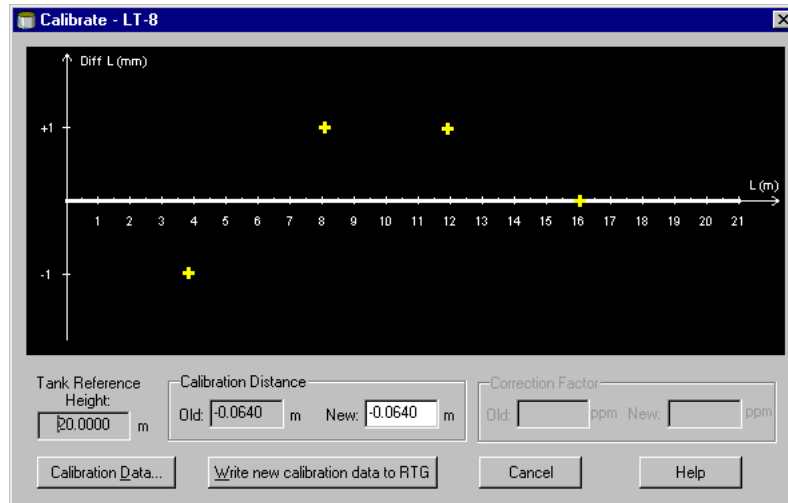 Calibrate - LT-8
Diff L (mm)
+1
L (m)
1 2 3 4 5 6 7 8 9 10 11 12 13 14 15 16 17 18 19 20 21
-1
Tank Reference
Height:
20.0000 m
Calibration Distance
Old: -0.0640 m New: -0.0640 m
Correction Factor
Old: ppm New: ppm
Calibration Data...
Write new calibration data to RTG
Cancel
Help